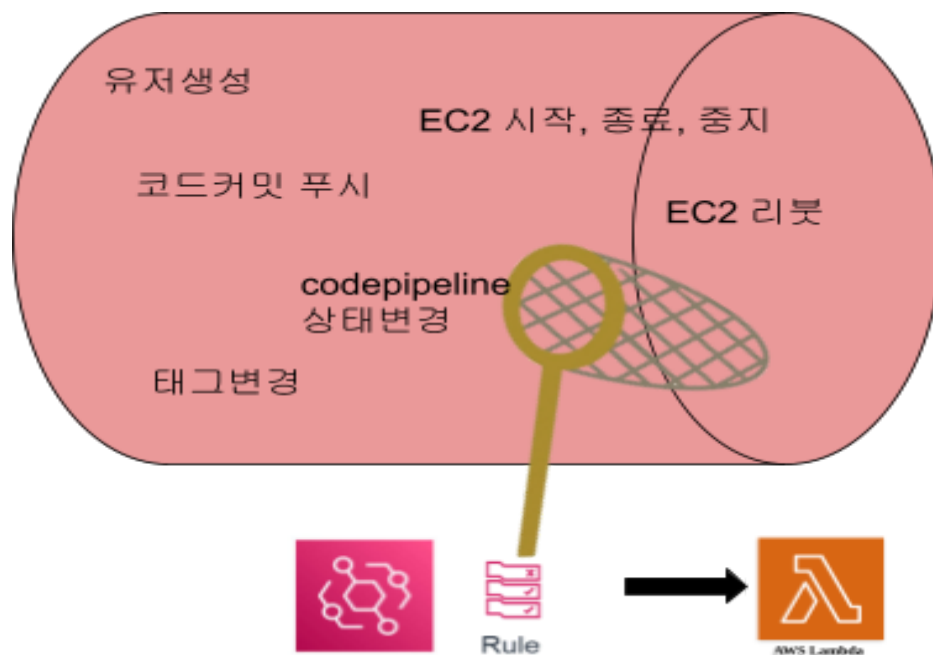 유저생성
EC2 시작, 종료, 중지
코드커밋 푸시
EC2 리붓
codepipeline
상태변경
태그변경
Rule
AWS Lambda